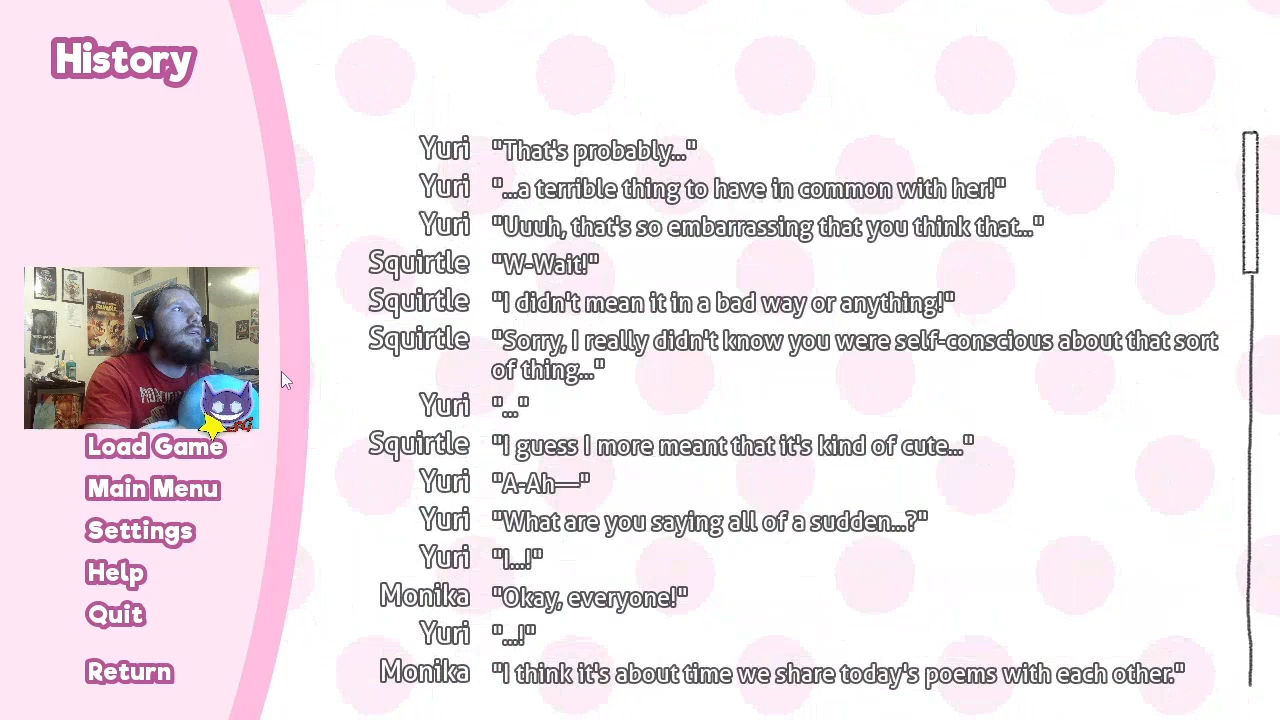 History
Yuri "That's probably..."
Yuri "...a terrible thing to have in common with her!"
Yuri "Uuuh, that's so embarrassing that you think that..."
Squirtle "W-Wait!"
Squirtle "I didn't mean it in a bad way or anything!"
Squirtle "Sorry, I really didn't know you were self-conscious about that sort
of thing..."
Yuri "..."
Squirtle "I guess I more meant that it's kind of cute..."
Yuri "A-Ah—"
Yuri "What are you saying all of a sudden...?"
Yuri "I...!"
Monika "Okay, everyone!"
Yuri "...!"
Monika "I think it's about time we share today's poems with each other."
Load Game
Main Menu
Settings
Help
Quit
Return